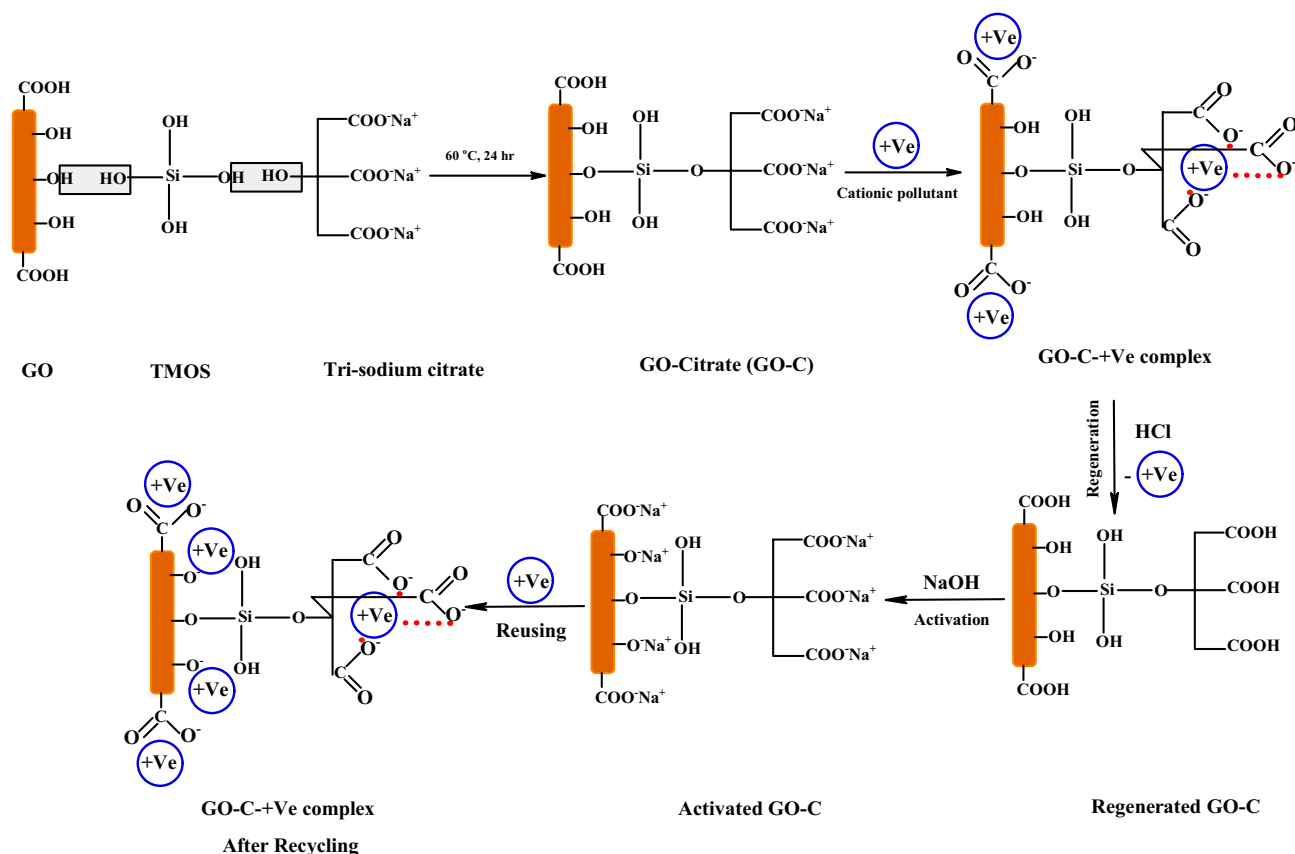 COOH
OH
OH
OH
COOH
HO
OH
Si
OH
OH
HO
COO⁻Na⁺
COO⁻Na⁺
COO⁻Na⁺
60 °C, 24 hr
COOH
OH
O
OH
COOH
OH
Si
OH
O
COO⁻Na⁺
COO⁻Na⁺
COO⁻Na⁺
+Ve
Cationic pollutant
+Ve
O
C
O⁻
OH
O
OH
C
O
O⁻
+Ve
OH
Si
OH
O
C
O
O⁻
C
O
O⁻
+Ve
O⁻
C
O
GO
TMOS
Tri-sodium citrate
GO-Citrate (GO-C)
GO-C-+Ve complex
Regeneration
HCl
- +Ve
COOH
OH
O
OH
COOH
OH
Si
OH
O
COOH
COOH
COOH
NaOH
Activation
COO⁻Na⁺
O⁻Na⁺
O
O⁻Na⁺
COO⁻Na⁺
OH
Si
OH
O
COO⁻Na⁺
COO⁻Na⁺
COO⁻Na⁺
+Ve
Reusing
+Ve
O
C
O⁻
+Ve
O⁻
O
O⁻
+Ve
C
O
O⁻
+Ve
OH
Si
OH
O
C
O
O⁻
C
O
O⁻
+Ve
O⁻
C
O
GO-C-+Ve complex
After Recycling
Activated GO-C
Regenerated GO-C